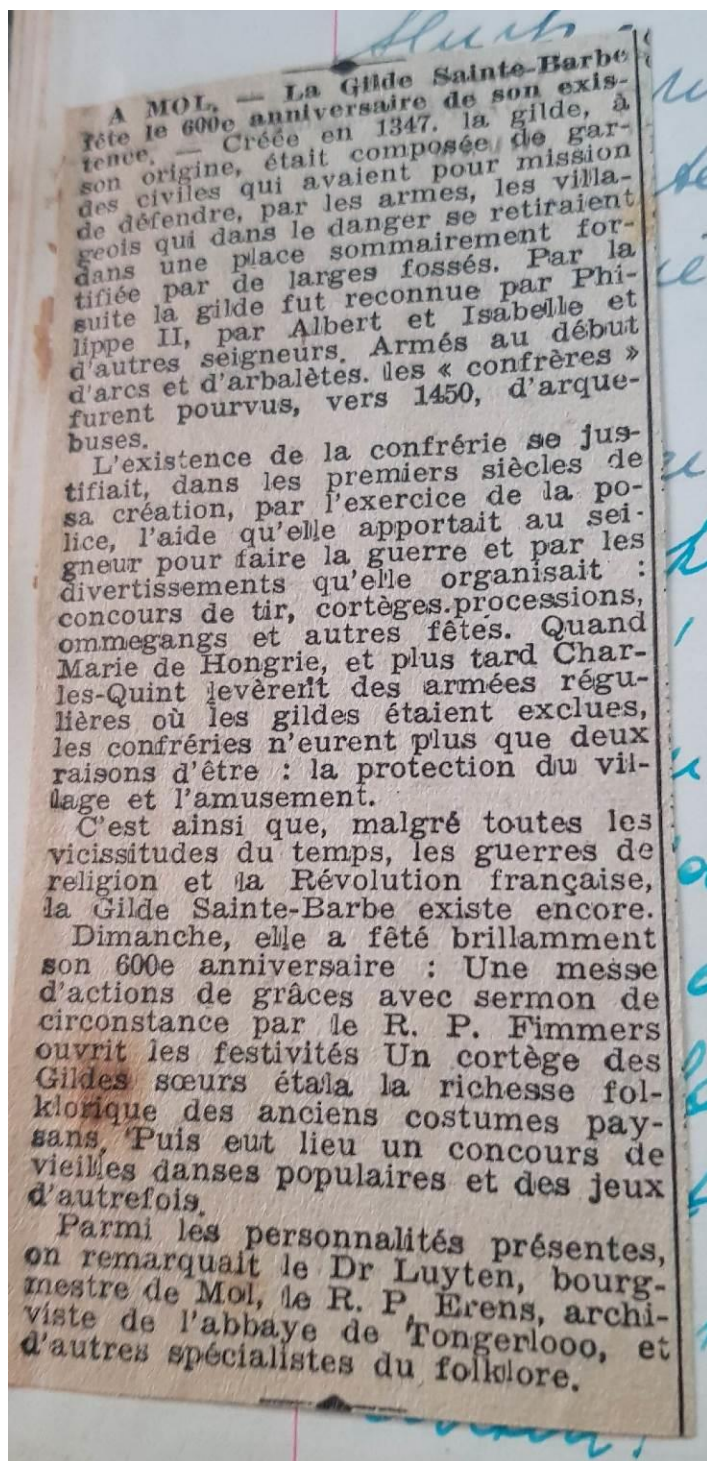 A MOL. — La Gilde Sainte-Barbe
fête le 600e anniversaire de son exis-
tence. — Créée en 1347. la gilde, à
son origine, était composée de gar-
des civiles qui avaient pour mission
de défendre, par les armes, les villa-
geois qui dans le danger se retiraient
dans une place sommairement for-
tifiée par de larges fossés. Par la
suite la gilde fut reconnue par Phi-
lippe II, par Albert et Isabelle et
d'autres seigneurs. Armés au début
d'arcs et d'arbalètes. les « confrères »
furent pourvus, vers 1450, d'arque-
buses.
L'existence de la confrérie se jus-
tifiait, dans les premiers siècles de
sa création, par l'exercice de la po-
lice, l'aide qu'elle apportait au sei-
gneur pour faire la guerre et par les
divertissements qu'elle organisait :
concours de tir, cortèges.processions,
ommegangs et autres fêtes. Quand
Marie de Hongrie, et plus tard Char-
les-Quint levèrent des armées régu-
lières où les gildes étaient exclues,
les confréries n'eurent plus que deux
raisons d'être : la protection du vil-
lage et l'amusement.
C'est ainsi que, malgré toutes les
vicissitudes du temps, les guerres de
religion et la Révolution française,
la Gilde Sainte-Barbe existe encore.
Dimanche, elle a fêté brillamment
son 600e anniversaire : Une messe
d'actions de grâces avec sermon de
circonstance par le R. P. Fimmers
ouvrit les festivités Un cortège des
Gildes sœurs étala la richesse fol-
klorique des anciens costumes pay-
sans. Puis eut lieu un concours de
vieilles danses populaires et des jeux
d'autrefois.
Parmi les personnalités présentes,
on remarquait le Dr Luyten, bourg-
mestre de Mol, le R. P. Erens, archi-
viste de l'abbaye de Tongerlooo, et
d'autres spécialistes du folklore.